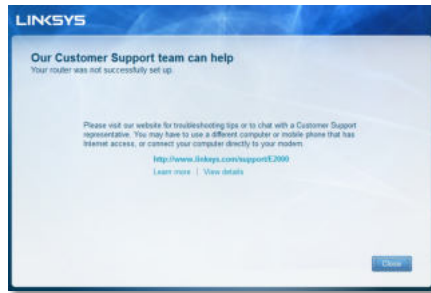 LINKSYS
Our Customer Support team can help
Your router was not successfully set up.
Please visit our website for troubleshooting tips or to chat with a Customer Support
representative. You may have to use a different computer or mobile phone that has
Internet access, or connect your computer directly to your modem.
http://www.linksys.com/support/E2000
Learn more | View details
Close